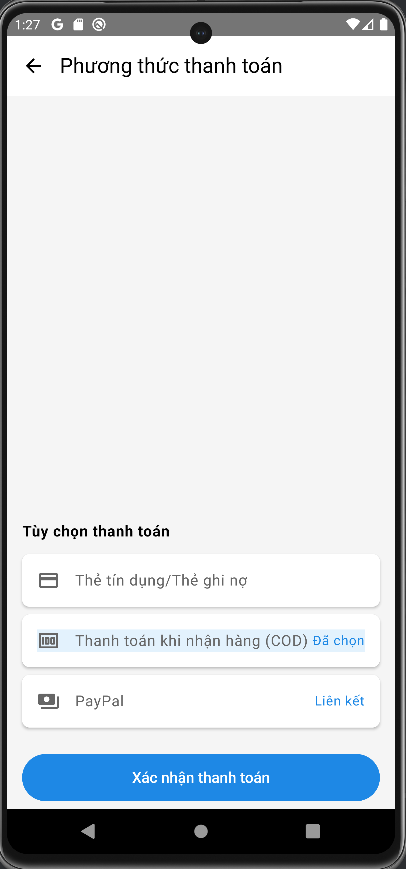 1:27
Phương thức thanh toán
Tùy chọn thanh toán
Thẻ tín dụng/Thẻ ghi nợ
Thanh toán khi nhận hàng (COD) Đã chọn
PayPal Liên kết
Xác nhận thanh toán